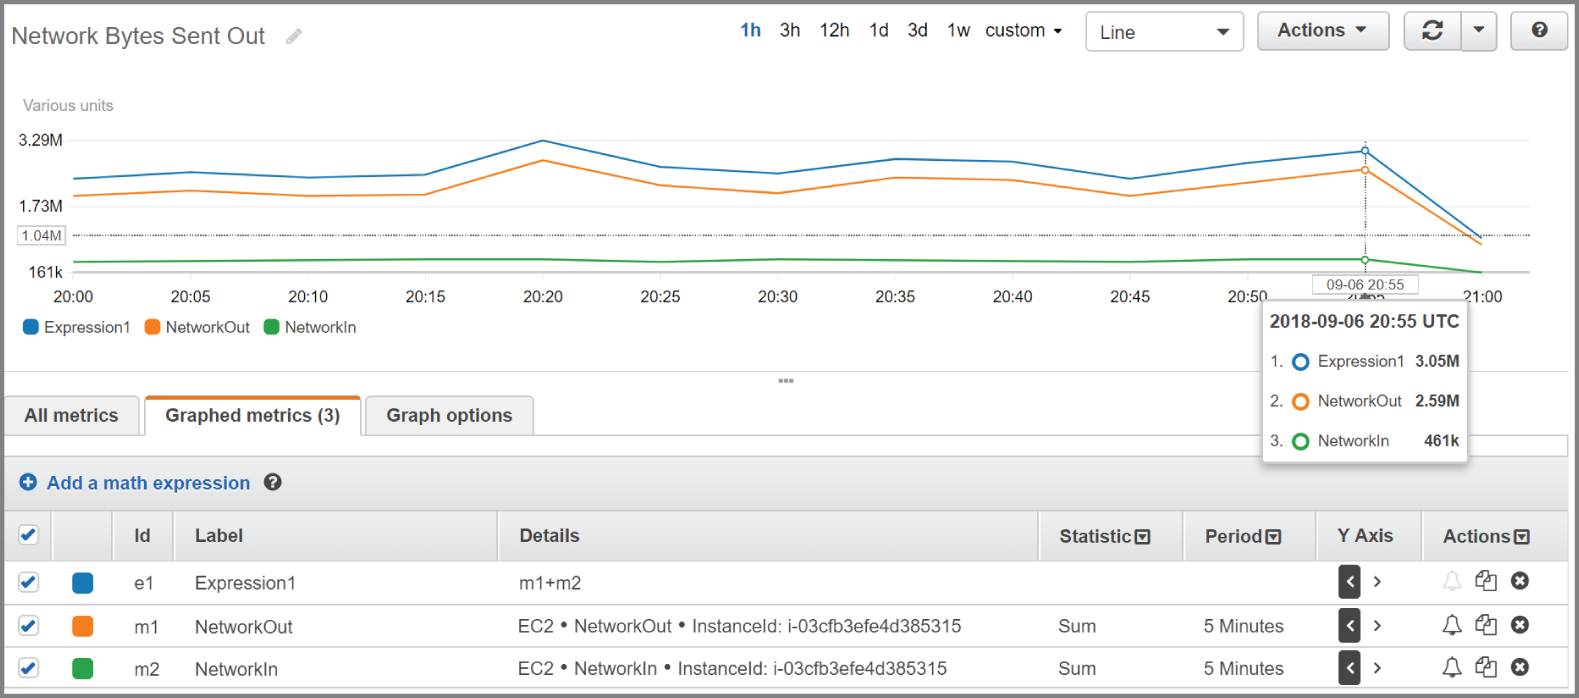 Network Bytes Sent Out
1h 3h 12h 1d 3d 1w custom
Line
Actions
Various units
3.29M
1.73M
1.04M
161k
20:00 20:05 20:10 20:15 20:20 20:25 20:30 20:35 20:40 20:45 20:50 20:55 21:00
09-06 20:55
Expression1 NetworkOut NetworkIn
2018-09-06 20:55 UTC
1. Expression1 3.05M
2. NetworkOut 2.59M
3. NetworkIn 461k
All metrics Graphed metrics (3) Graph options
Add a math expression
Id Label Details Statistic Period Y Axis Actions
e1 Expression1 m1+m2
m1 NetworkOut EC2 • NetworkOut • InstanceId: i-03cfb3efe4d385315 Sum 5 Minutes
m2 NetworkIn EC2 • NetworkIn • InstanceId: i-03cfb3efe4d385315 Sum 5 Minutes